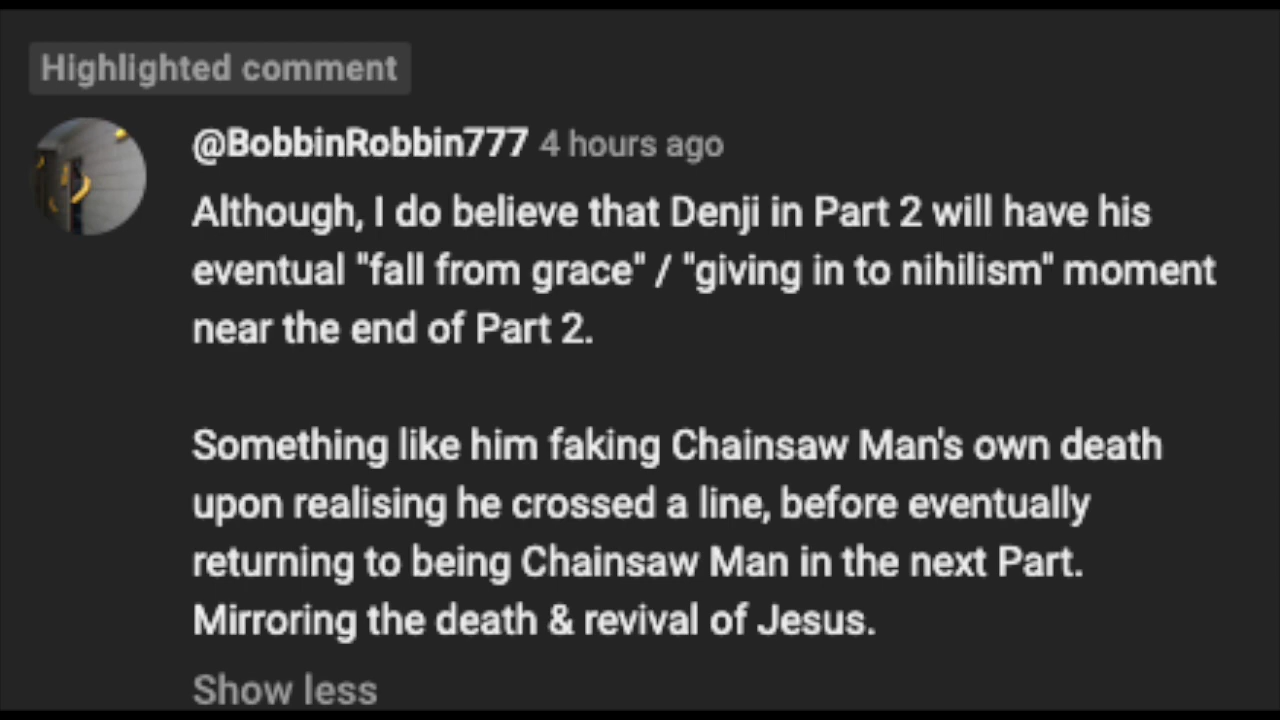 Highlighted comment
@BobbinRobbin777 4 hours ago
Although, I do believe that Denji in Part 2 will have his
eventual "fall from grace" / "giving in to nihilism" moment
near the end of Part 2.
Something like him faking Chainsaw Man's own death
upon realising he crossed a line, before eventually
returning to being Chainsaw Man in the next Part.
Mirroring the death & revival of Jesus.
Show less